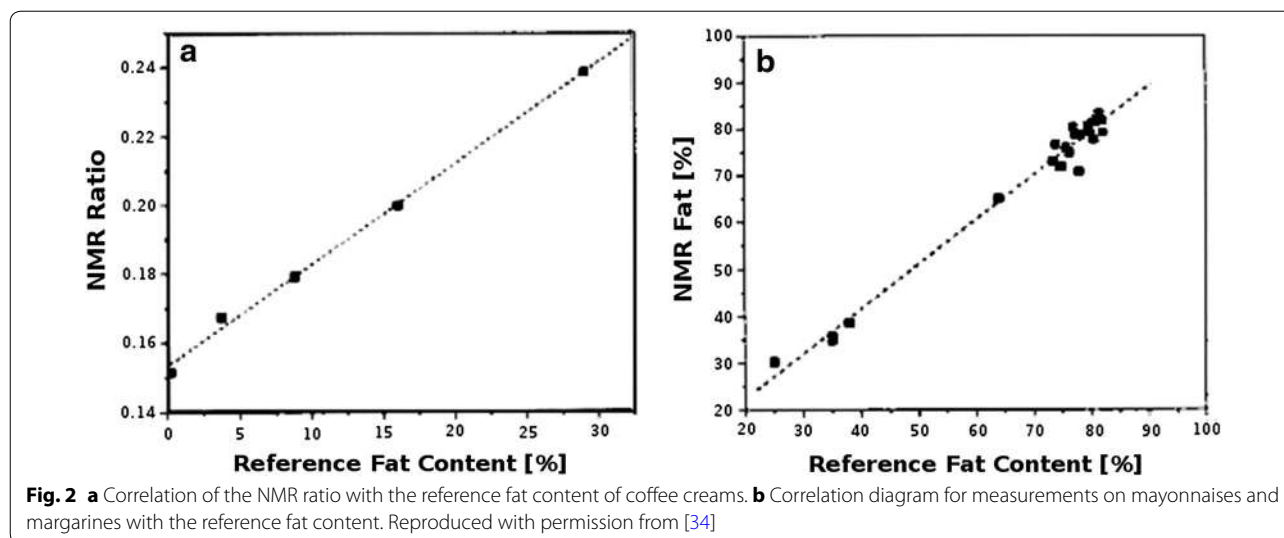 a
0.24
0.22
0.20
0.18
0.16
0.14
NMR Ratio
0 5 10 15 20 25 30
Reference Fat Content [%]
b
100
90
80
70
60
50
40
30
20
NMR Fat [%]
20 30 40 50 60 70 80 90 100
Reference Fat Content [%]
Fig. 2 a Correlation of the NMR ratio with the reference fat content of coffee creams. b Correlation diagram for measurements on mayonnaises and
margarines with the reference fat content. Reproduced with permission from [34]